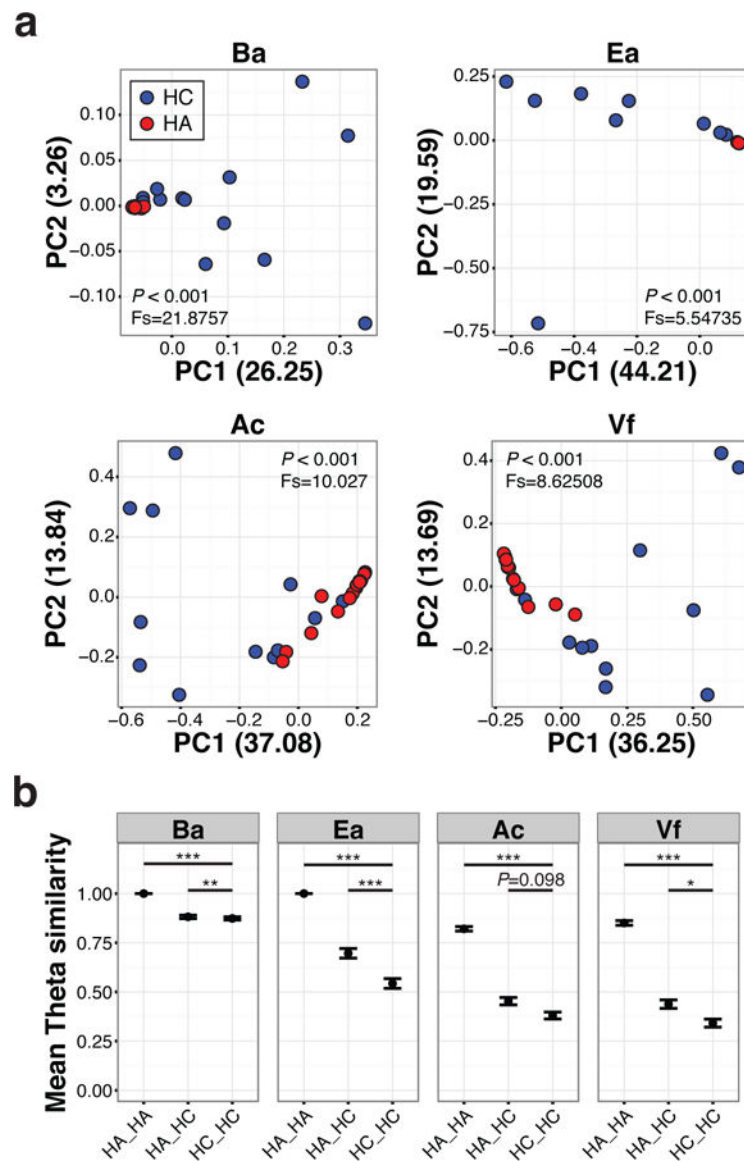 a
Ba
HC
HA
0.10
0.05
0.00
−0.05
−0.10
PC2 (3.26)
P < 0.001
Fs=21.8757
0.0 0.1 0.2 0.3
PC1 (26.25)
Ea
0.25
0.00
−0.25
−0.50
−0.75
PC2 (19.59)
P < 0.001
Fs=5.54735
−0.6 −0.4 −0.2 0.0
PC1 (44.21)
Ac
0.4
0.2
0.0
−0.2
PC2 (13.84)
P < 0.001
Fs=10.027
−0.6 −0.4 −0.2 0.0 0.2
PC1 (37.08)
Vf
0.4
0.2
0.0
−0.2
PC2 (13.69)
P < 0.001
Fs=8.62508
−0.25 0.00 0.25 0.50
PC1 (36.25)
b
Mean Theta similarity
1.00
0.75
0.50
0.25
0.00
Ba
***
**
HA_HA HA_HC HC_HC
Ea
***
***
HA_HA HA_HC HC_HC
Ac
***
P=0.098
HA_HA HA_HC HC_HC
Vf
***
*
HA_HA HA_HC HC_HC